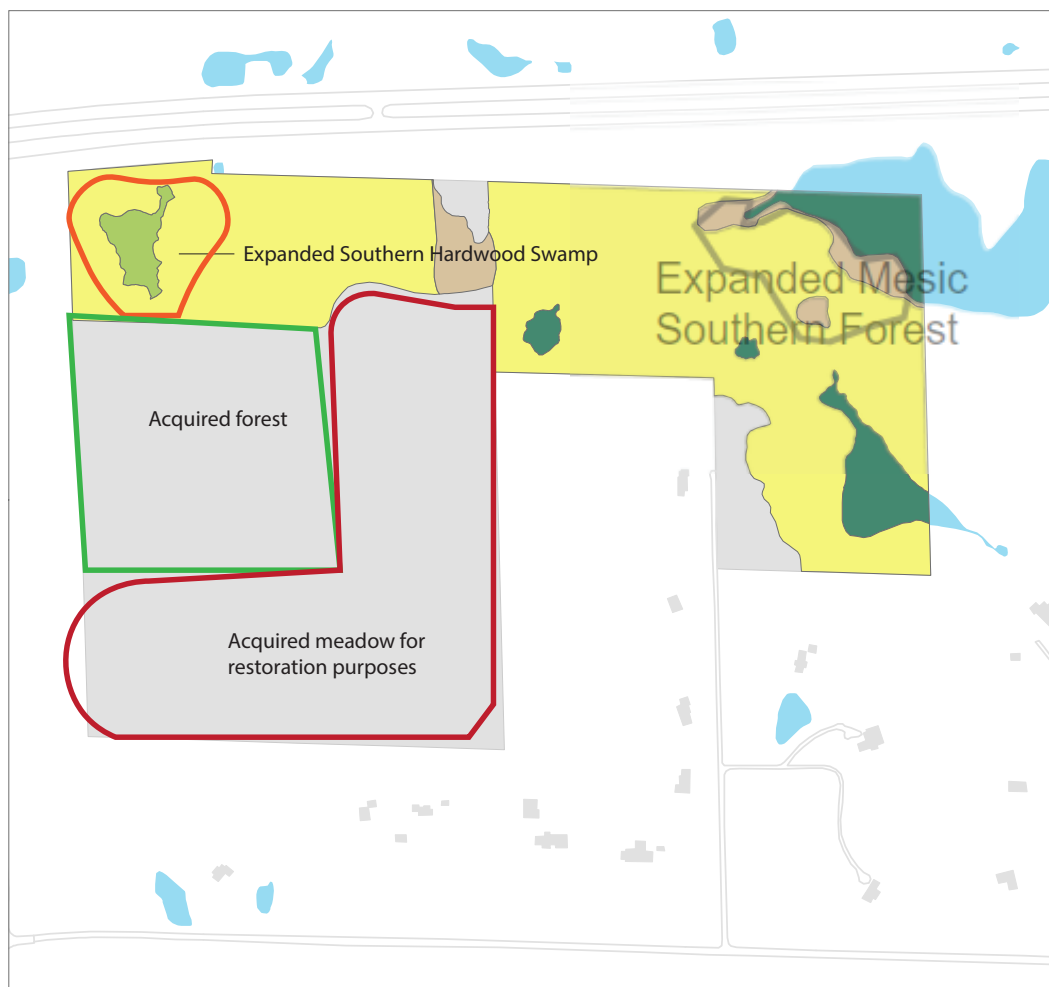 Expanded Southern Hardwood Swamp
Expanded Mesic
Southern Forest
Acquired forest
Acquired meadow for
restoration purposes